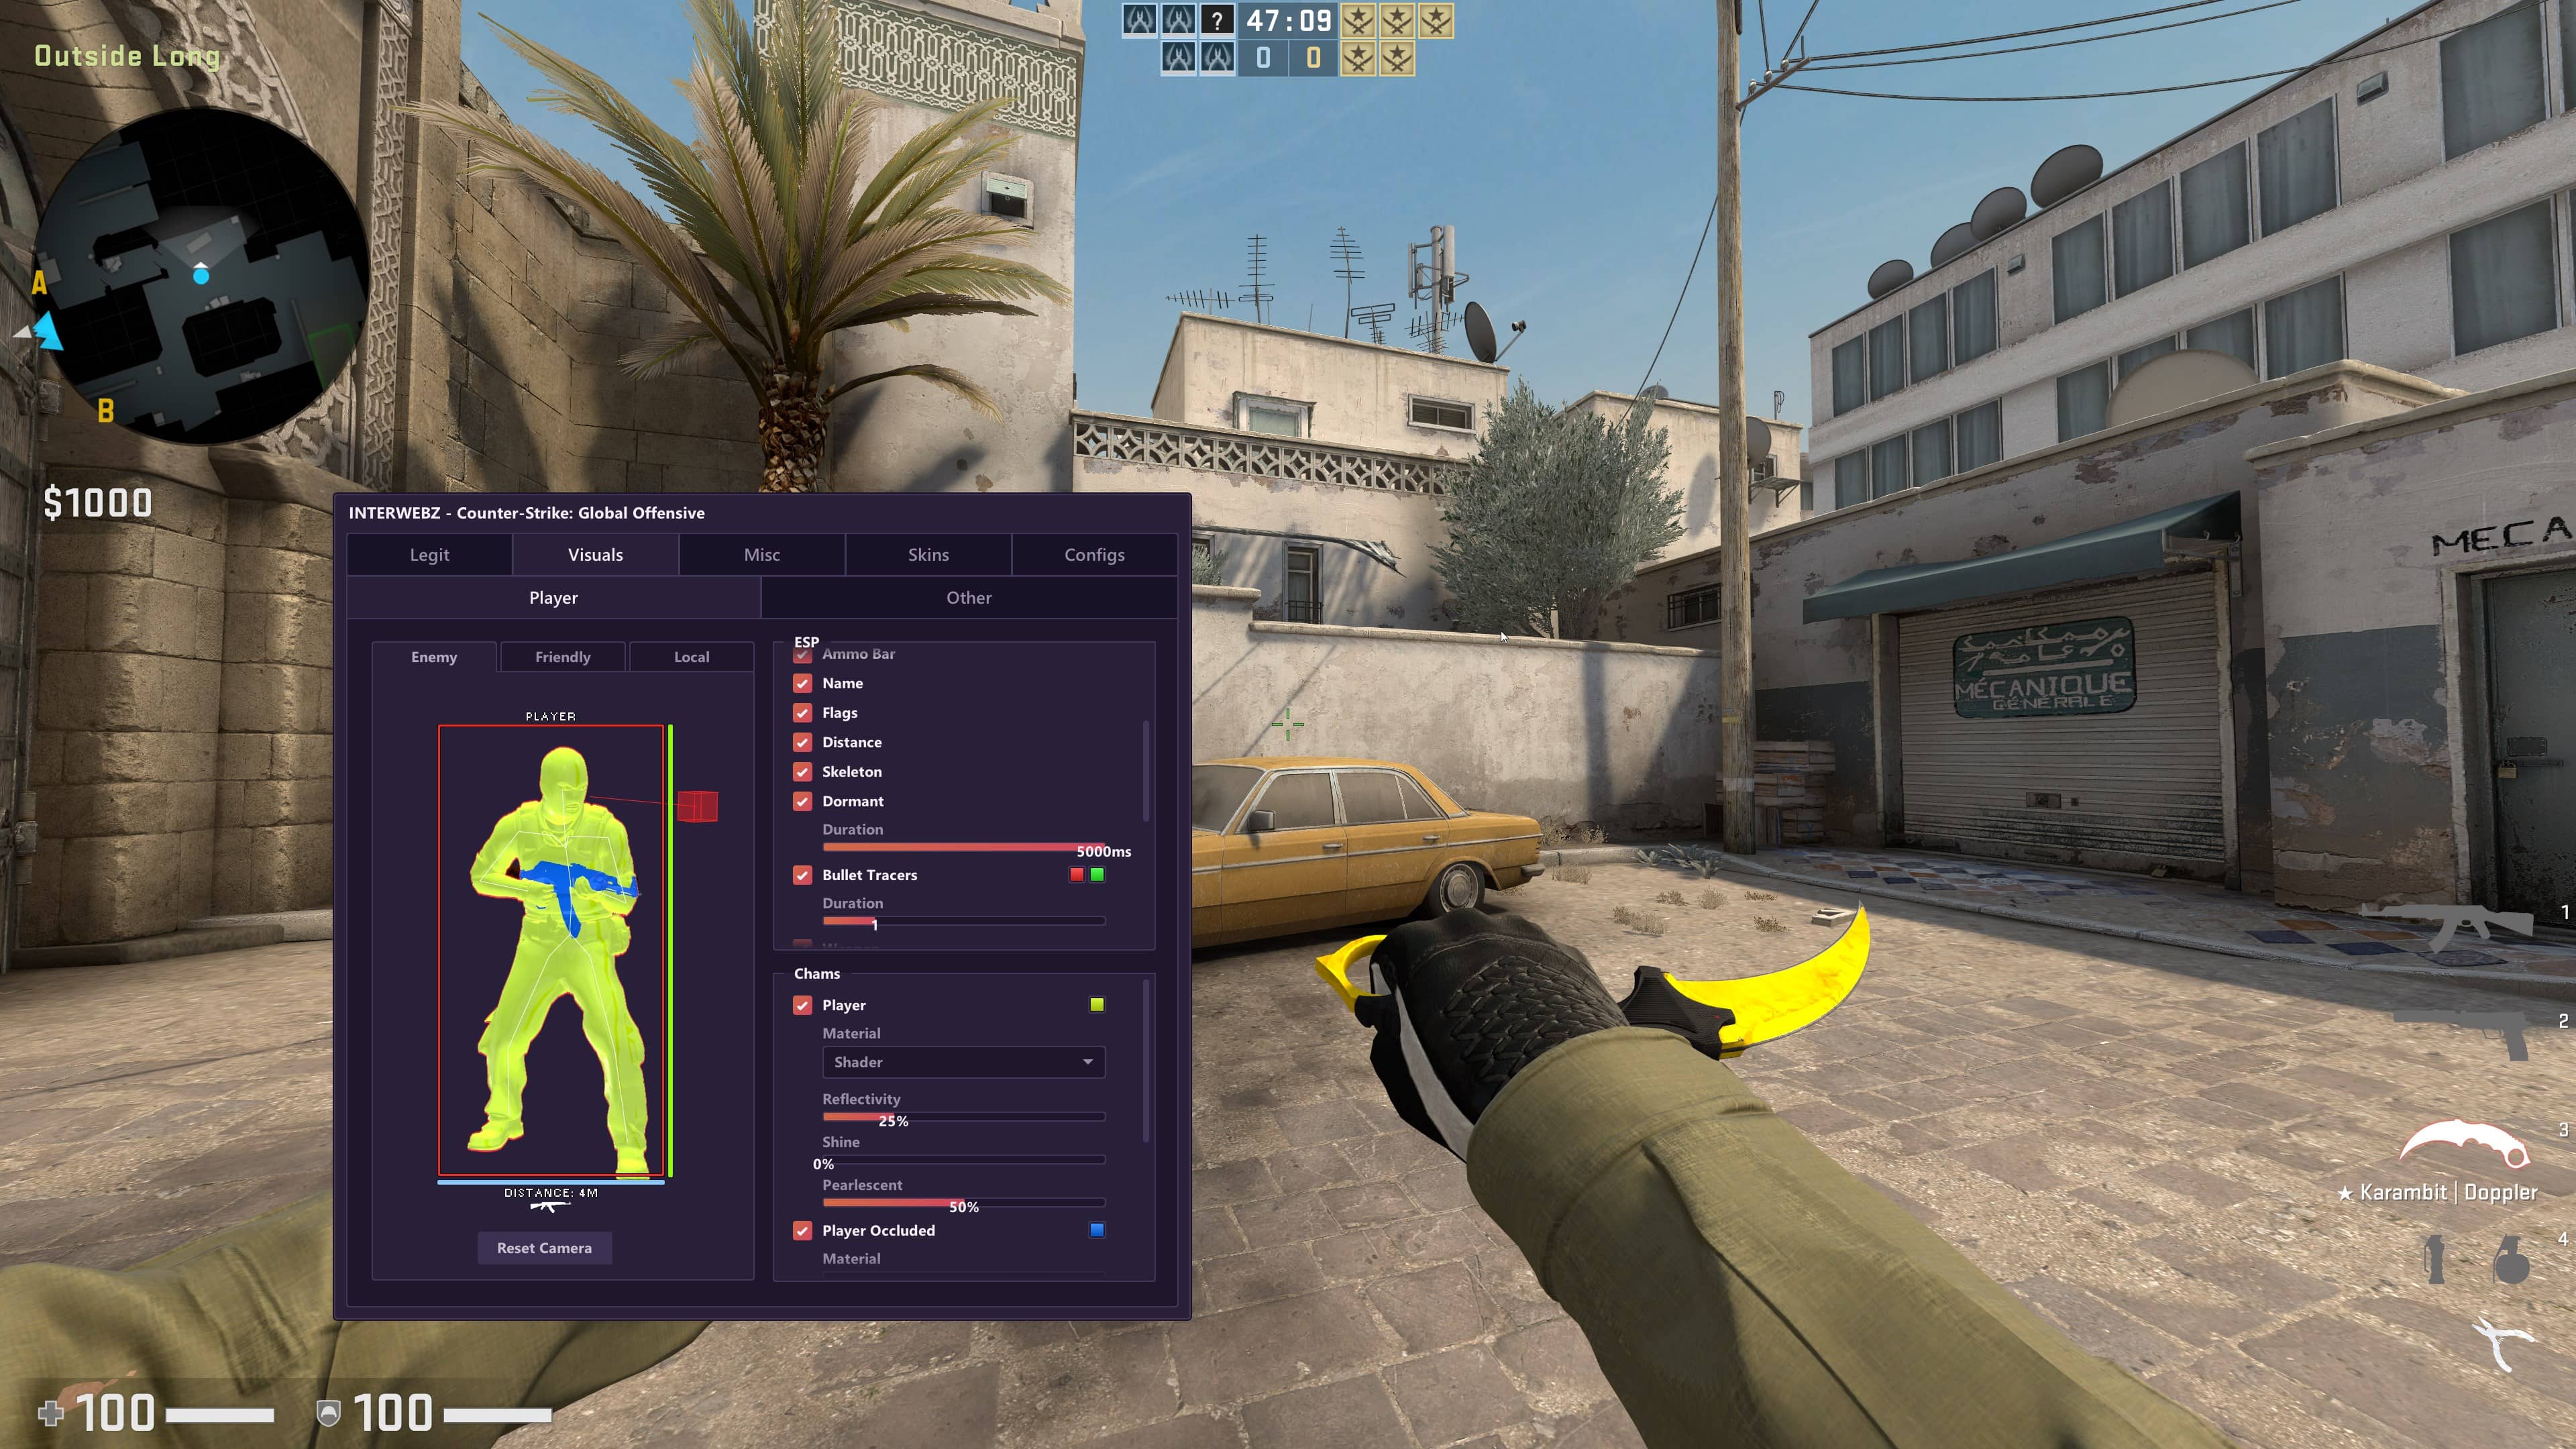 Outside Long
?
47:09
0
0
A
B
$1000
INTERWEBZ - Counter-Strike: Global Offensive
Legit
Visuals
Misc
Skins
Configs
Player
Other
Enemy
Friendly
Local
PLAYER
DISTANCE: 4M
Reset Camera
ESP
Ammo Bar
Name
Flags
Distance
Skeleton
Dormant
Duration
5000ms
Bullet Tracers
Duration
1
Chams
Player
Material
Shader
Reflectivity
25%
Shine
0%
Pearlescent
50%
Player Occluded
Material
MECA
MÉCANIQUE
GÉNÉRALE
1
2
3
★ Karambit | Doppler
4
100
100